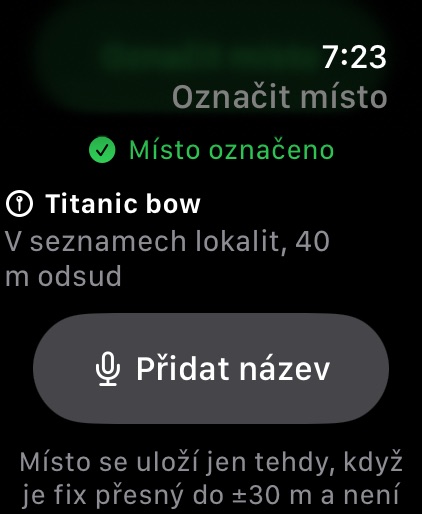 7:23
Označit místo
Místo označeno
Titanic bow
V seznamech lokalit, 40
m odsud
Přidat název
Místo se uloží jen tehdy, když
je fix přesný do ±30 m a není